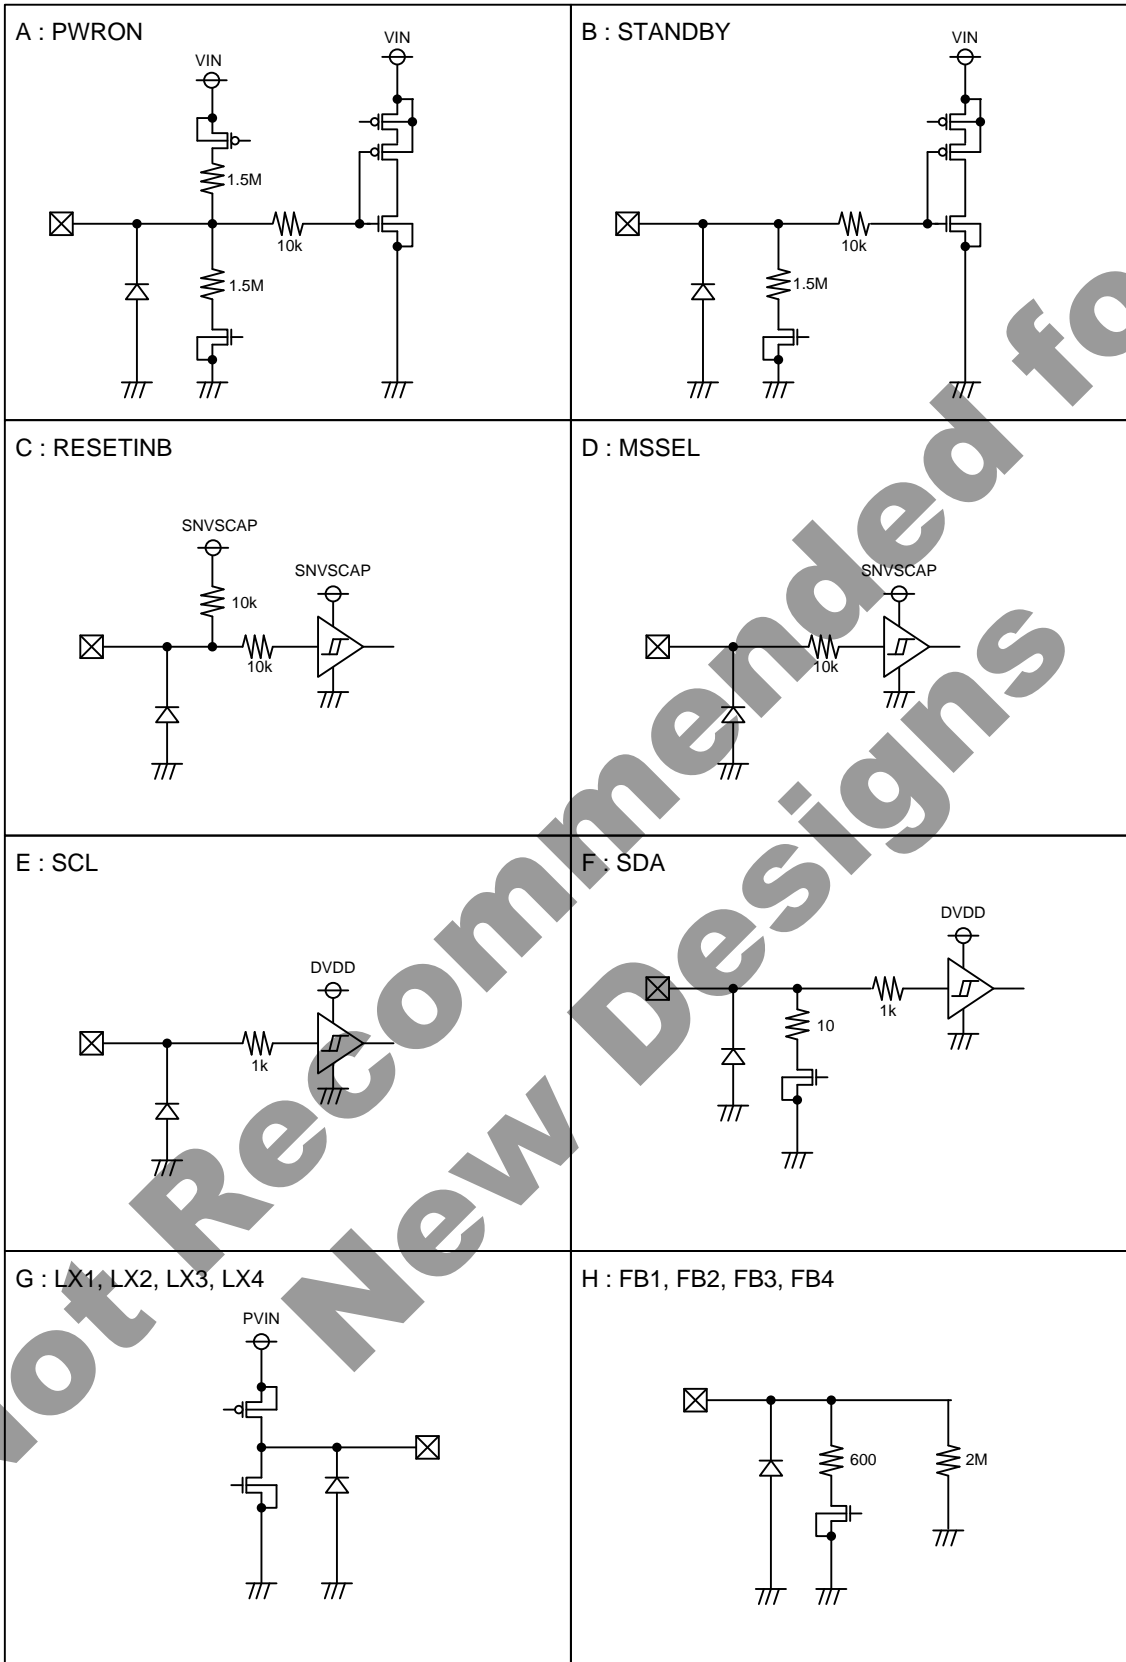 A : PWRON
VIN
VIN
1.5M
10k
1.5M
B : STANDBY
VIN
10k
1.5M
C : RESETINB
SNVSCAP
SNVSCAP
10k
10k
D : MSSEL
SNVSCAP
10k
E : SCL
DVDD
1k
F : SDA
DVDD
1k
10
G : LX1, LX2, LX3, LX4
PVIN
H : FB1, FB2, FB3, FB4
600
2M
Not Recommended fo
New Designs